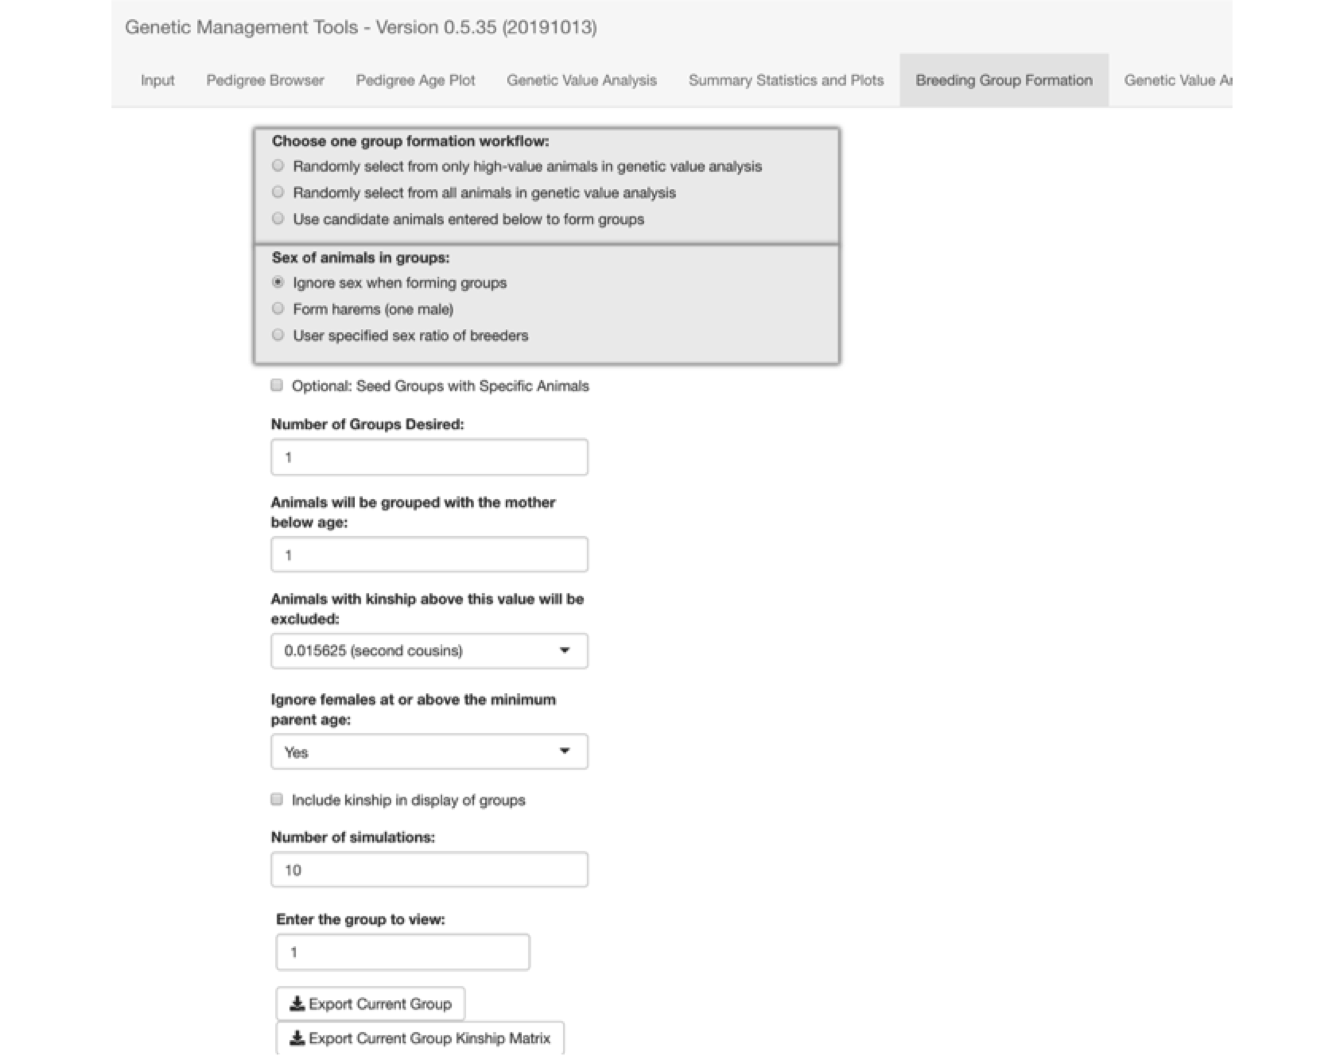 Genetic Management Tools - Version 0.5.35 (20191013)
Input Pedigree Browser Pedigree Age Plot Genetic Value Analysis Summary Statistics and Plots Breeding Group Formation Genetic Value
Choose one group formation workflow:
Randomly select from only high-value animals in genetic value analysis
Randomly select from all animals in genetic value analysis
Use candidate animals entered below to form groups
Sex of animals in groups:
Ignore sex when forming groups
Form harems (one male)
User specified sex ratio of breeders
Optional: Seed Groups with Specific Animals
Number of Groups Desired:
1
Animals will be grouped with the mother
below age:
1
Animals with kinship above this value will be
excluded:
0.015625 (second cousins)
Ignore females at or above the minimum
parent age:
Yes
Include kinship in display of groups
Number of simulations:
10
Enter the group to view:
1
Export Current Group
Export Current Group Kinship Matrix